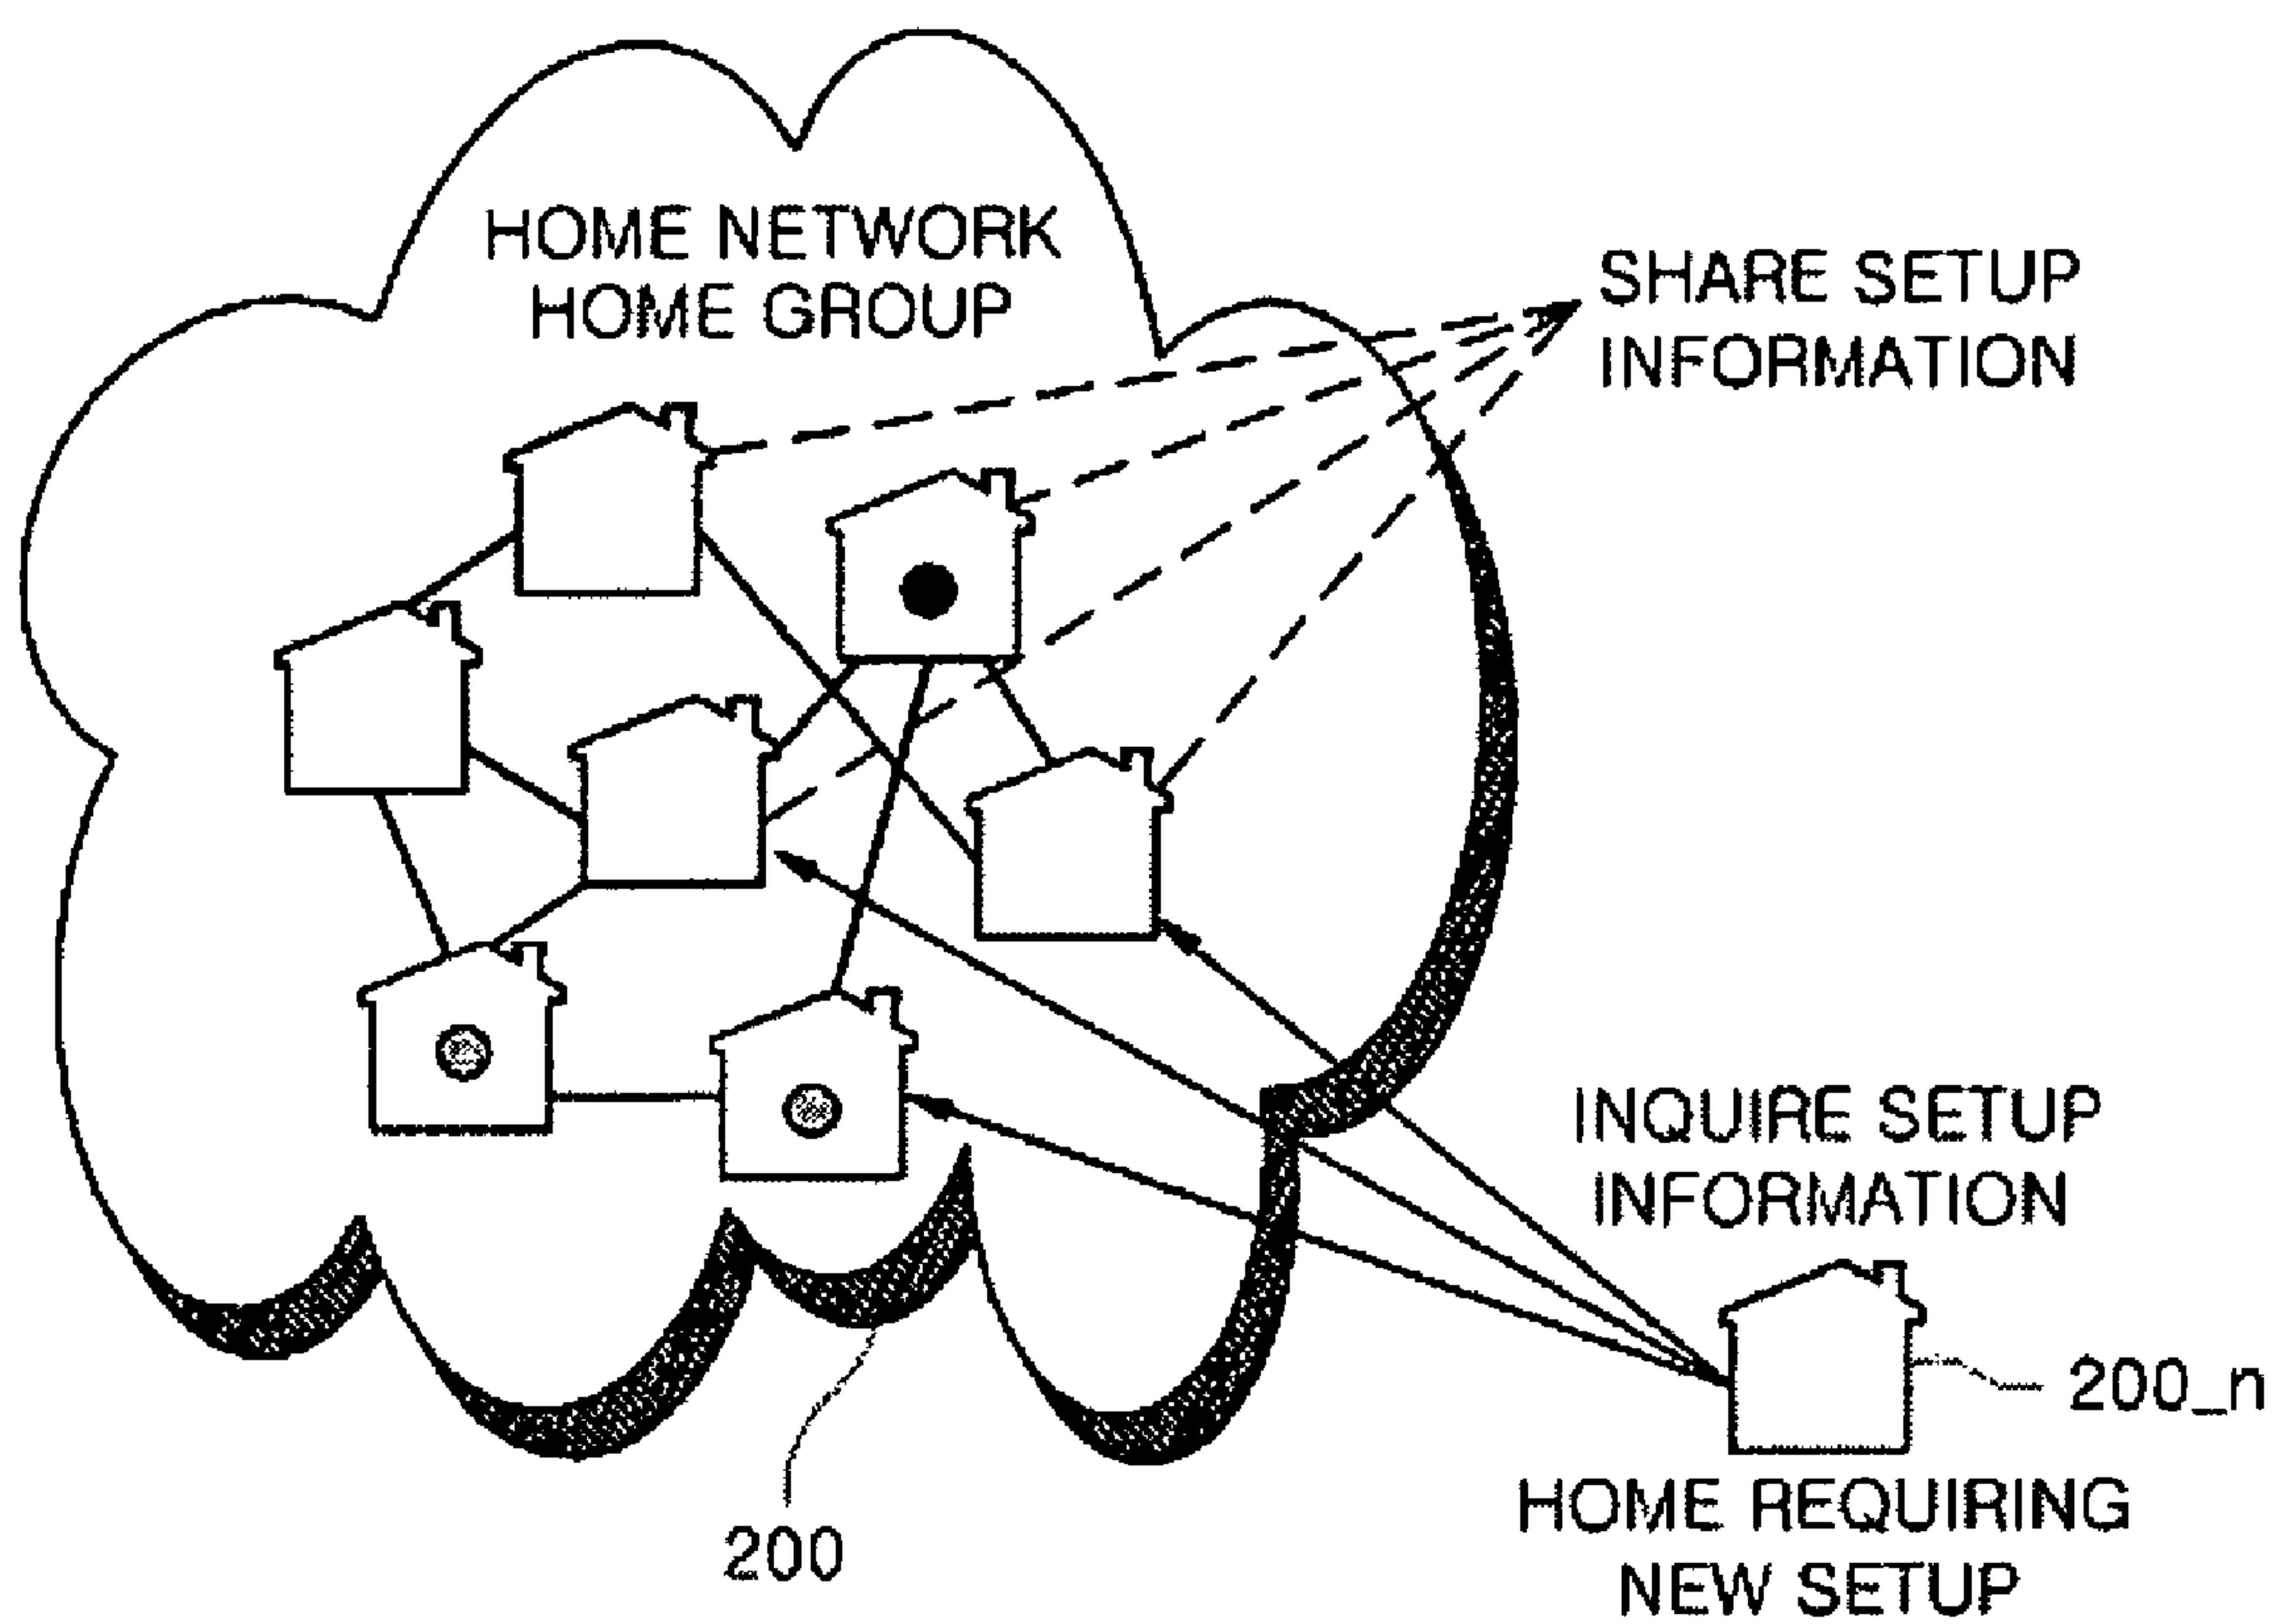 HOME NETWORK
HOME GROUP
SHARE SETUP
INFORMATION
INQUIRE SETUP
INFORMATION
200_n
HOME REQUIRING
NEW SETUP
200